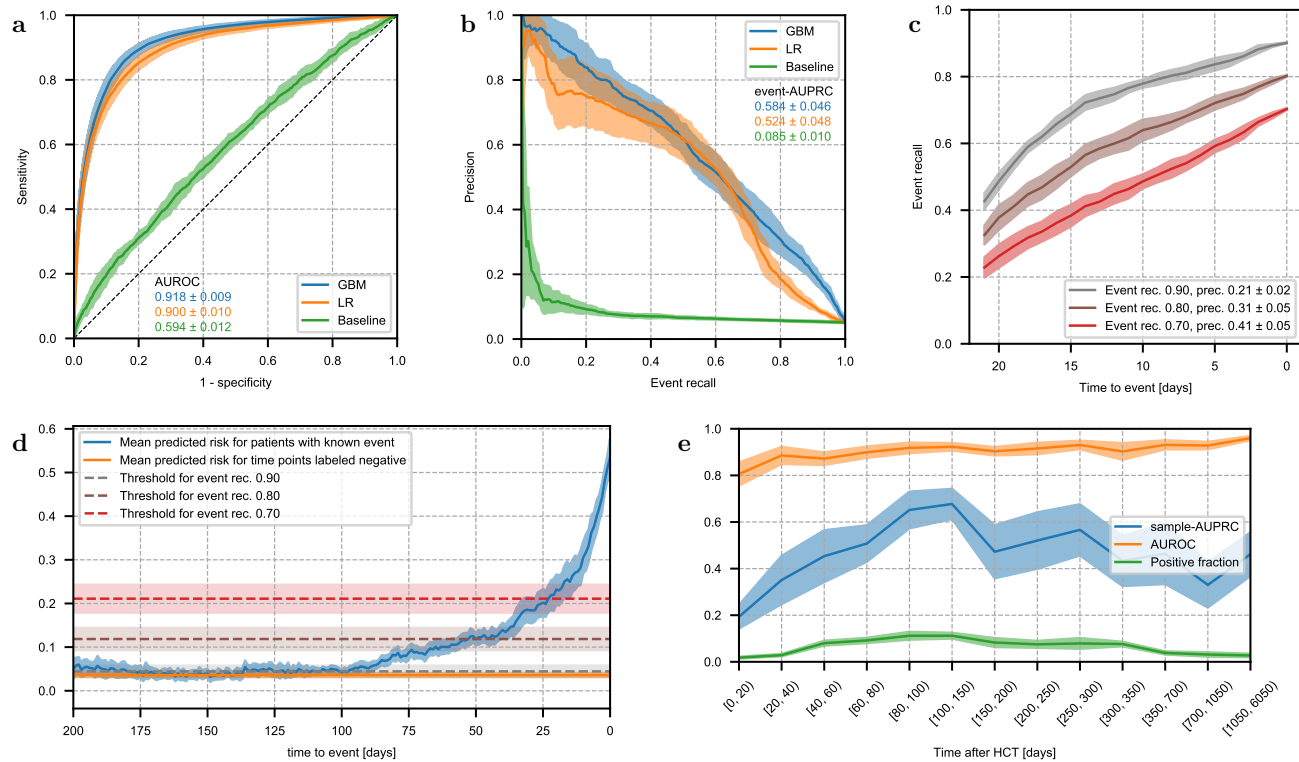 a
Sensitivity
1.0
0.8
0.6
0.4
0.2
0.0
0.0 0.2 0.4 0.6 0.8 1.0
1 - specificity
AUROC
0.918 ± 0.009
0.900 ± 0.010
0.594 ± 0.012
GBM
LR
Baseline
b
Precision
1.0
0.8
0.6
0.4
0.2
0.0
0.0 0.2 0.4 0.6 0.8 1.0
Event recall
GBM
LR
Baseline
event-AUPRC
0.584 ± 0.046
0.524 ± 0.048
0.085 ± 0.010
c
Event recall
1.0
0.8
0.6
0.4
0.2
0.0
20 15 10 5 0
Time to event [days]
Event rec. 0.90, prec. 0.21 ± 0.02
Event rec. 0.80, prec. 0.31 ± 0.05
Event rec. 0.70, prec. 0.41 ± 0.05
d
0.6
0.5
0.4
0.3
0.2
0.1
0.0
200 175 150 125 100 75 50 25 0
time to event [days]
Mean predicted risk for patients with known event
Mean predicted risk for time points labeled negative
Threshold for event rec. 0.90
Threshold for event rec. 0.80
Threshold for event rec. 0.70
e
1.0
0.8
0.6
0.4
0.2
0.0
sample-AUPRC
AUROC
Positive fraction
[0, 20) [20, 40) [40, 60) [60, 80) [80, 100) [100, 150) [150, 200) [200, 250) [250, 300) [300, 350) [350, 700) [700, 1050) [1050, 6050)
Time after HCT [days]